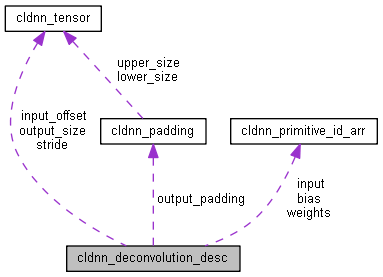 cldnn_tensor
upper_size
lower_size
input_offset
output_size
stride
cldnn_padding
cldnn_primitive_id_arr
output_padding
input
bias
weights
cldnn_deconvolution_desc